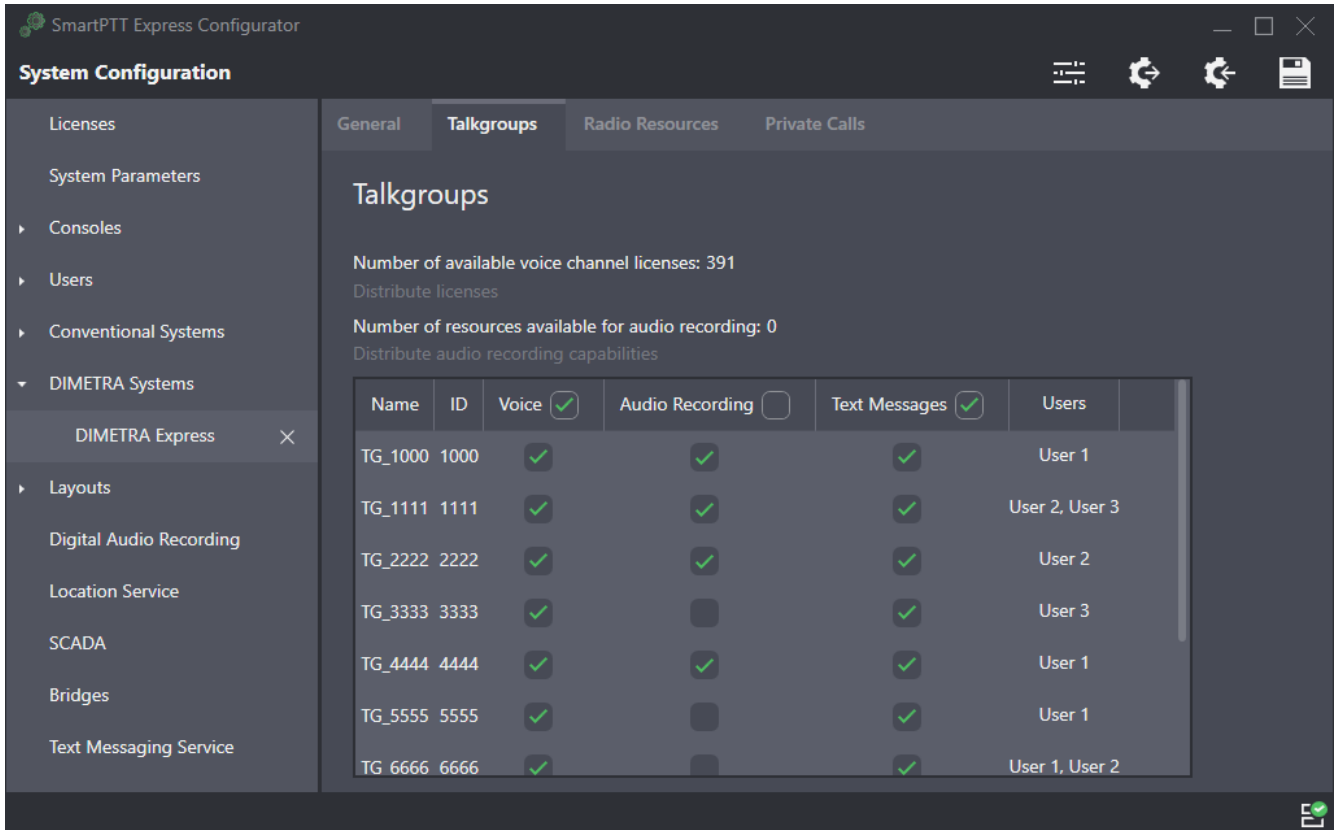 SmartPTT Express Configurator
System Configuration
Licenses
System Parameters
Consoles
Users
Conventional Systems
DIMETRA Systems
DIMETRA Express
Layouts
Digital Audio Recording
Location Service
SCADA
Bridges
Text Messaging Service
General Talkgroups Radio Resources Private Calls
Talkgroups
Number of available voice channel licenses: 391
Distribute licenses
Number of resources available for audio recording: 0
Distribute audio recording capabilities
Name ID Voice Audio Recording Text Messages Users
TG_1000 1000 User 1
TG_1111 1111 User 2, User 3
TG_2222 2222 User 2
TG_3333 3333 User 3
TG_4444 4444 User 1
TG_5555 5555 User 1
TG_6666 6666 User 1, User 2